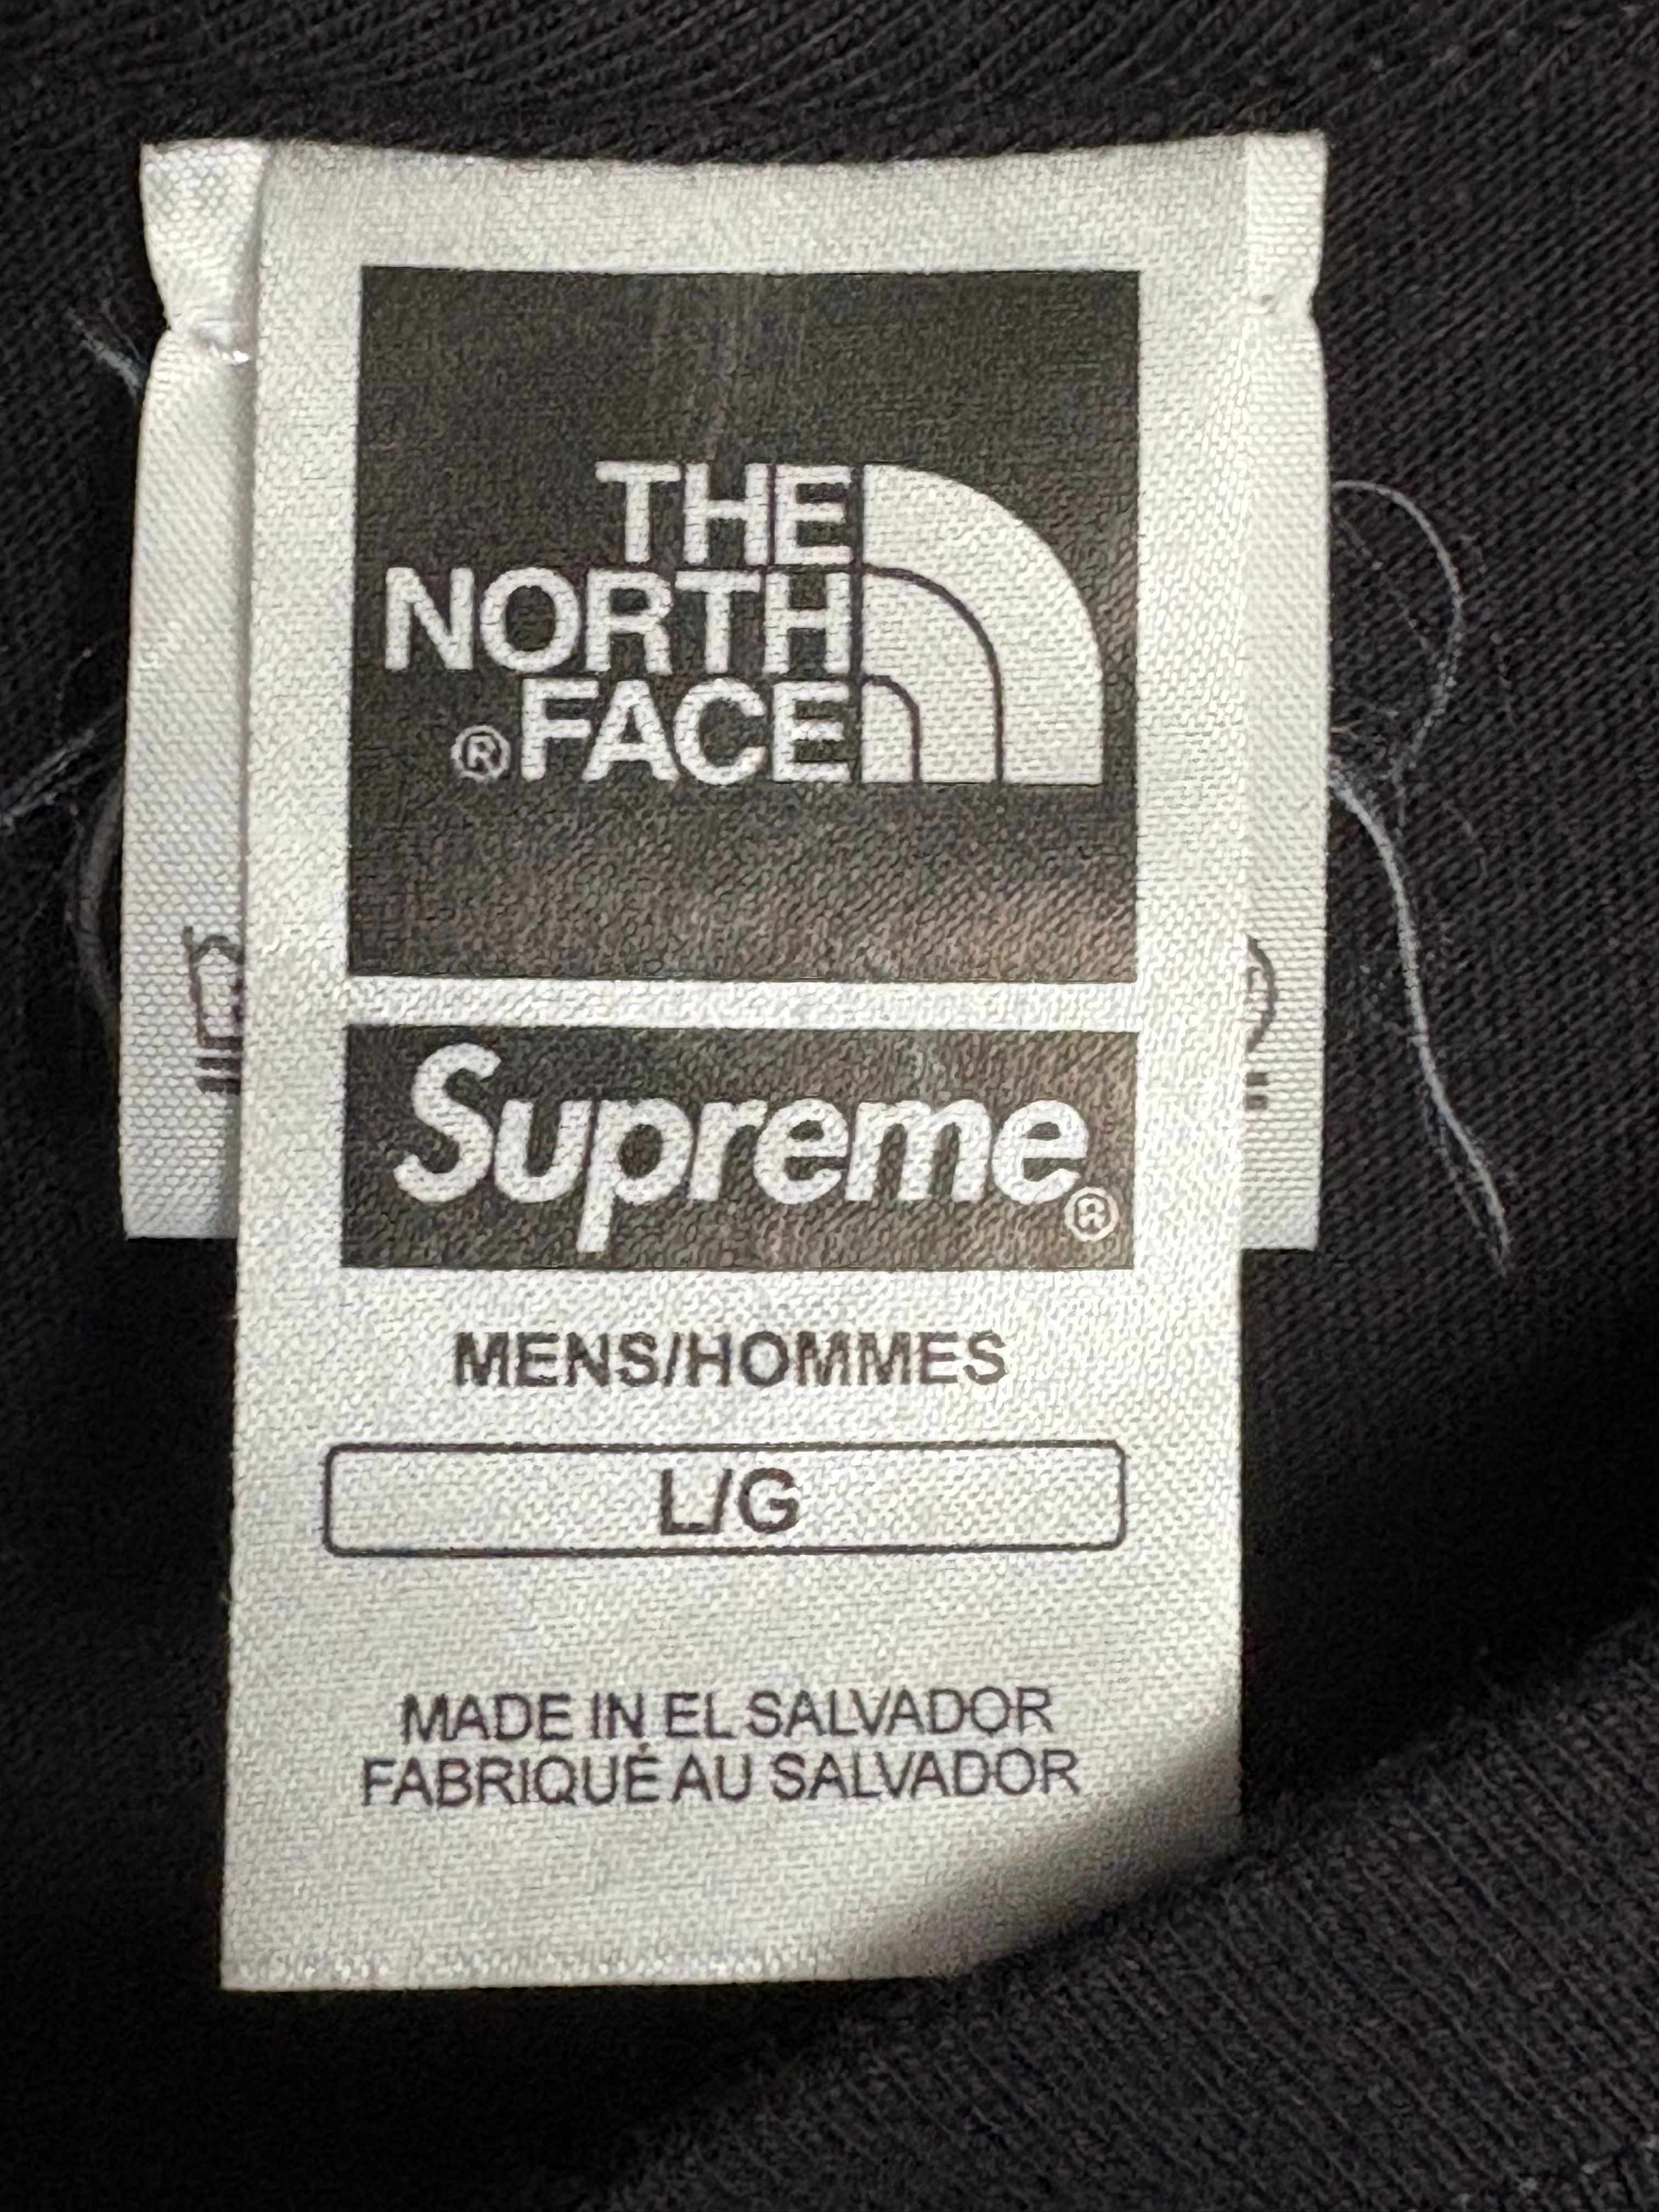 THE
NORTH
®FACE
Supreme®
MENS/HOMMES
L/G
MADE IN EL SALVADOR
FABRIQUÉ AU SALVADOR